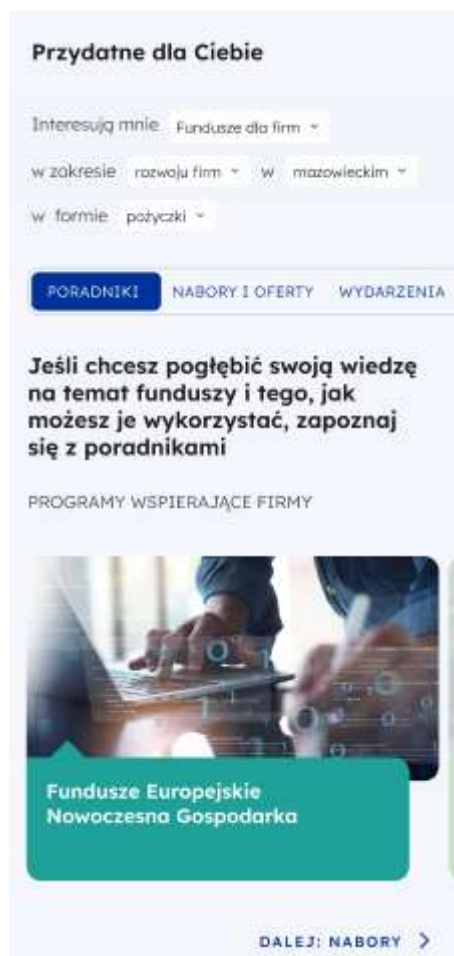 Przydatne dla Ciebie
Interesują mnie Fundusze dla firm
w zakresie rozwoju firm w mazowieckim
w formie pożyczki
PORADNIKI NABORY I OFERTY WYDARZENIA
Jeśli chcesz pogłębić swoją wiedzę
na temat funduszy i tego, jak
możesz je wykorzystać, zapoznaj
się z poradnikami
PROGRAMY WSPIERAJĄCE FIRMY
Fundusze Europejskie
Nowoczesna Gospodarka
DALEJ: NABORY